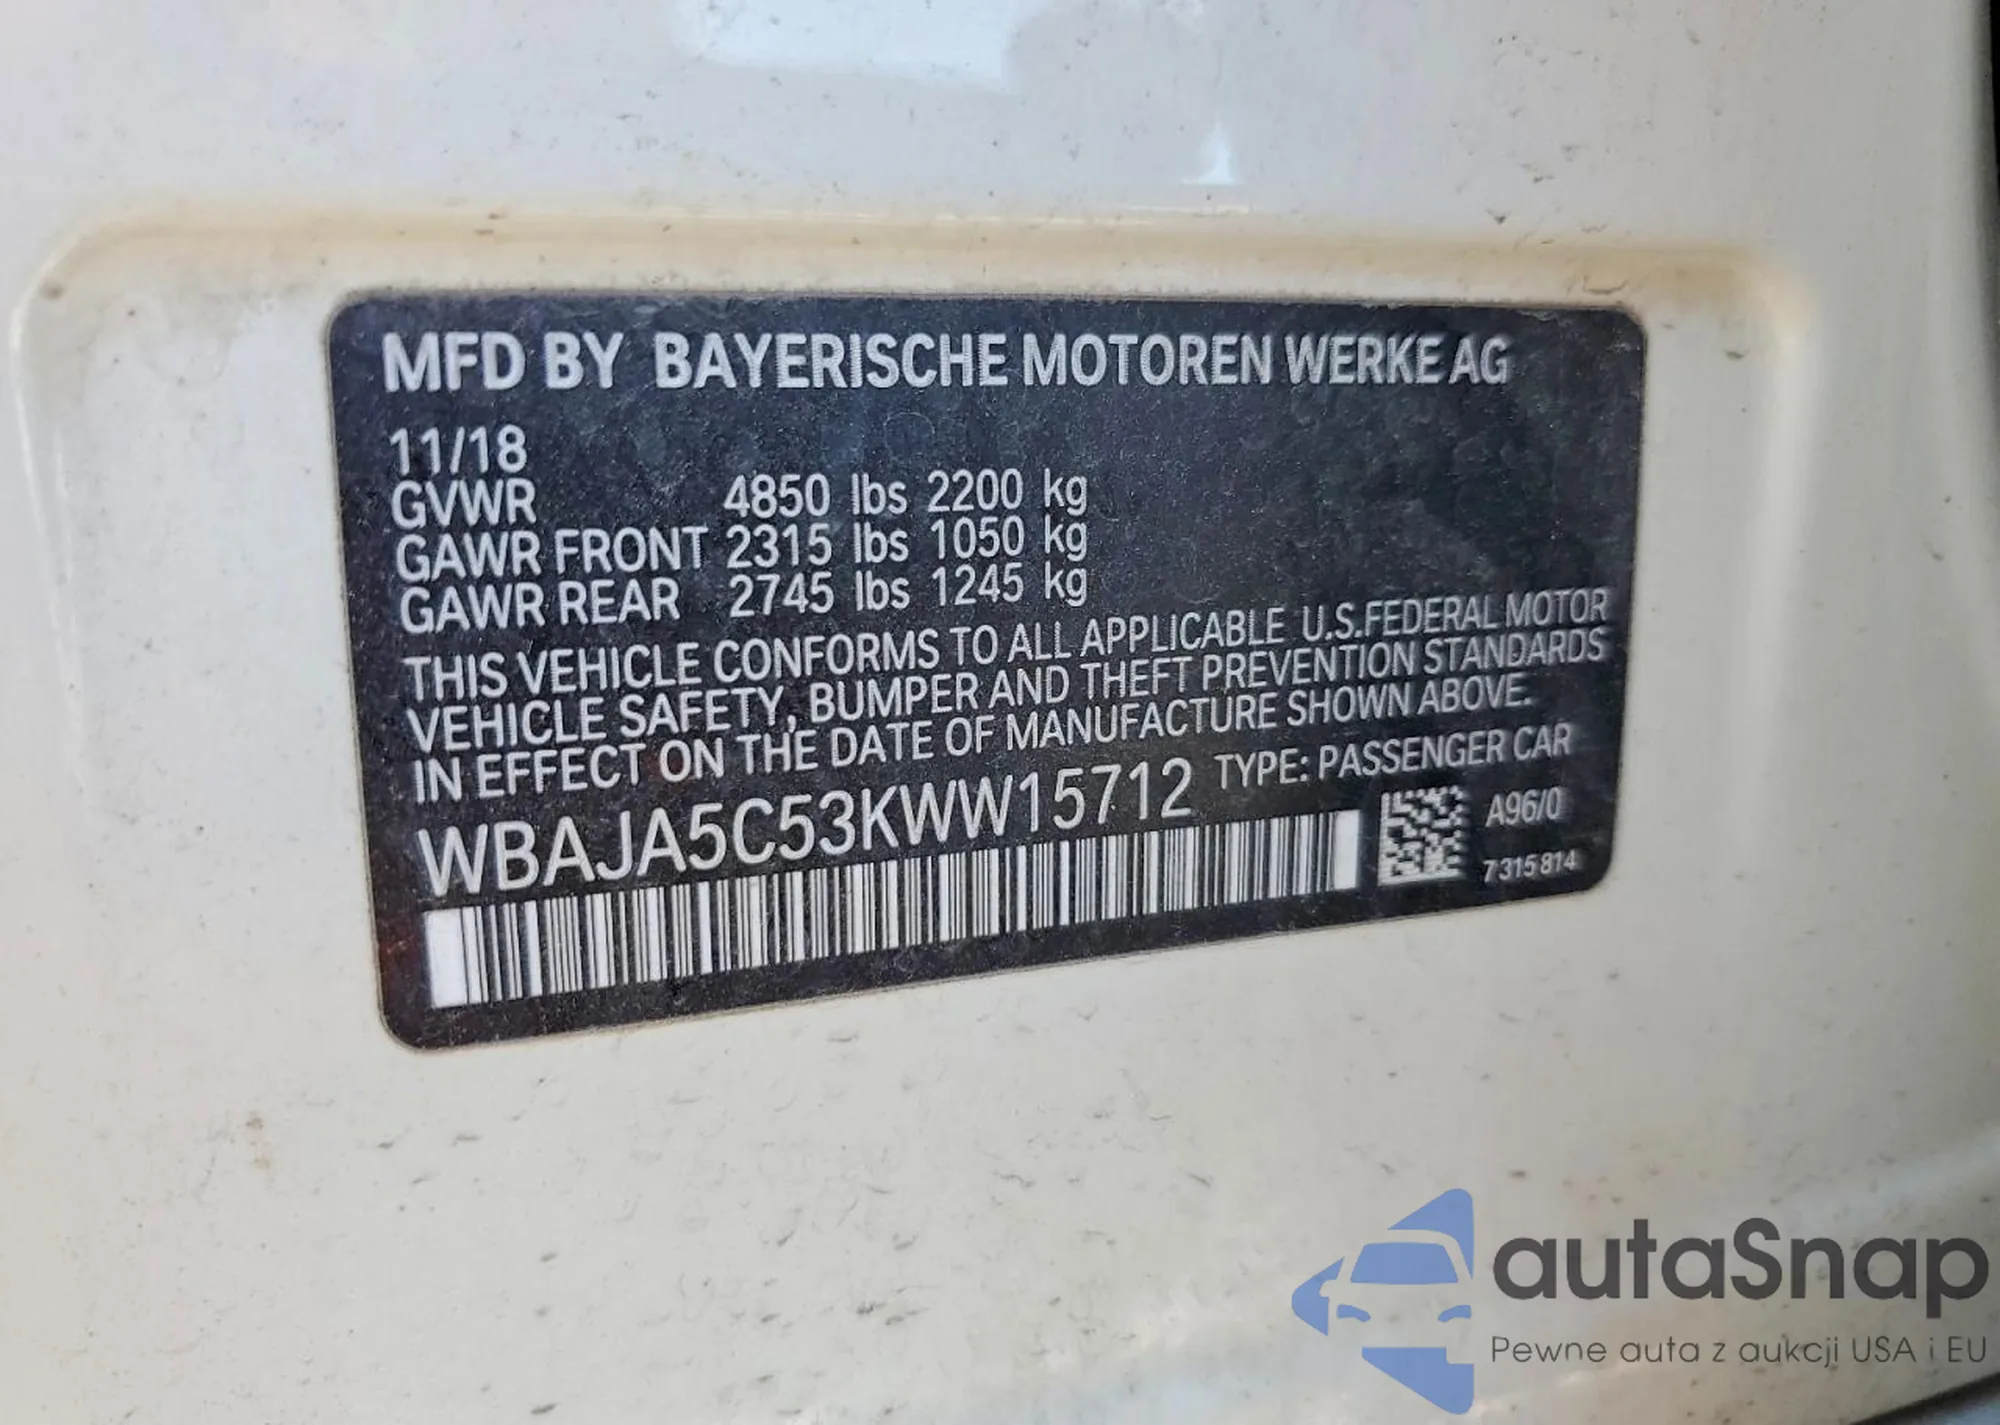 MFD BY BAYERISCHE MOTOREN WERKE AG
11/18
GVWR 4850 lbs 2200 kg
GAWR FRONT 2315 lbs 1050 kg
GAWR REAR 2745 lbs 1245 kg
THIS VEHICLE CONFORMS TO ALL APPLICABLE U.S.FEDERAL MOTOR
VEHICLE SAFETY, BUMPER AND THEFT PREVENTION STANDARDS
IN EFFECT ON THE DATE OF MANUFACTURE SHOWN ABOVE.
WBAJA5C53KWW15712 TYPE: PASSENGER CAR
A96/0
7 315 814
autaSnap
Pewne auta z aukcji USA i EU